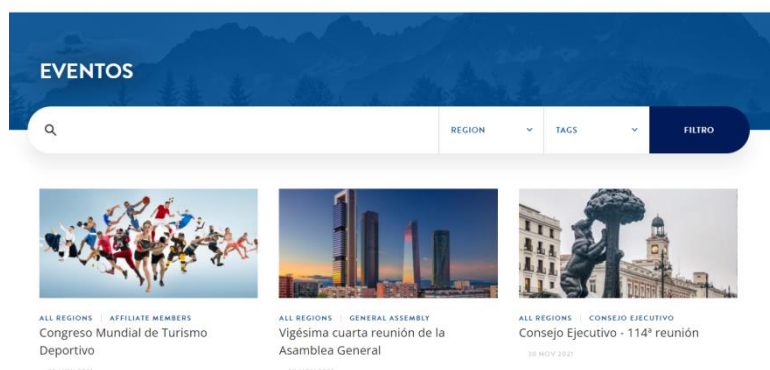 EVENTOS
REGION
TAGS
FILTRO
ALL REGIONS | AFFILIATE MEMBERS
Congreso Mundial de Turismo
Deportivo
ALL REGIONS | GENERAL ASSEMBLY
Vigésima cuarta reunión de la
Asamblea General
ALL REGIONS | CONSEJO EJECUTIVO
Consejo Ejecutivo - 114ª reunión
30 NOV 2021